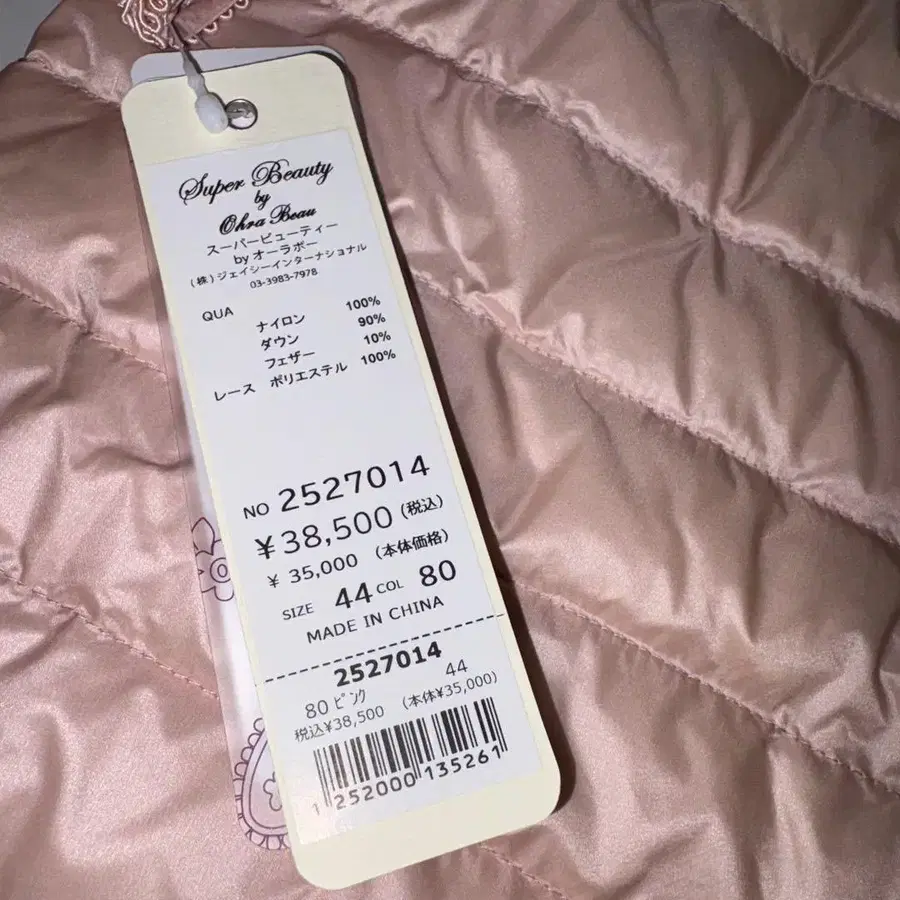 Super Beauty
by
Ohra Beau
スーパービューティー
by オーラボー
(株)ジェイシーインターナショナル
03-3983-7978
QUA
ナイロン 100%
ダウン 90%
フェザー 10%
レース ポリエステル 100%
NO 2527014
¥38,500(税込)
¥ 35,000 (本体価格)
SIZE 44 COL 80
MADE IN CHINA
2527014
80 ピンク 44
税込¥38,500 (本体¥35,000)
1 252000 135261